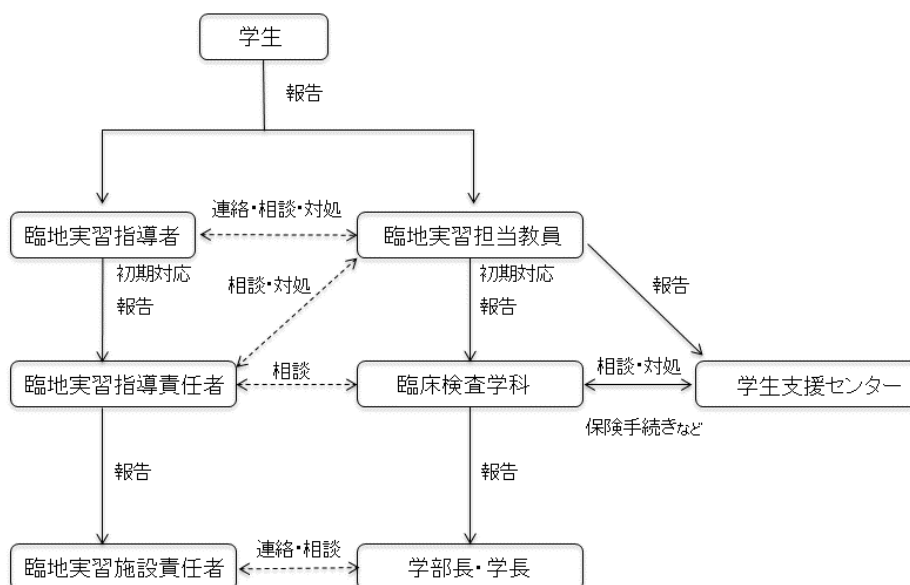 学生
報告
連絡・相談・対処
臨地実習指導者
臨地実習担当教員
初期対応
相談・対処
初期対応
報告
報告
報告
臨地実習指導責任者
相談
臨床検査学科
相談・対処
学生支援センター
保険手続きなど
報告
報告
臨地実習施設責任者
連絡・相談
学部長・学長